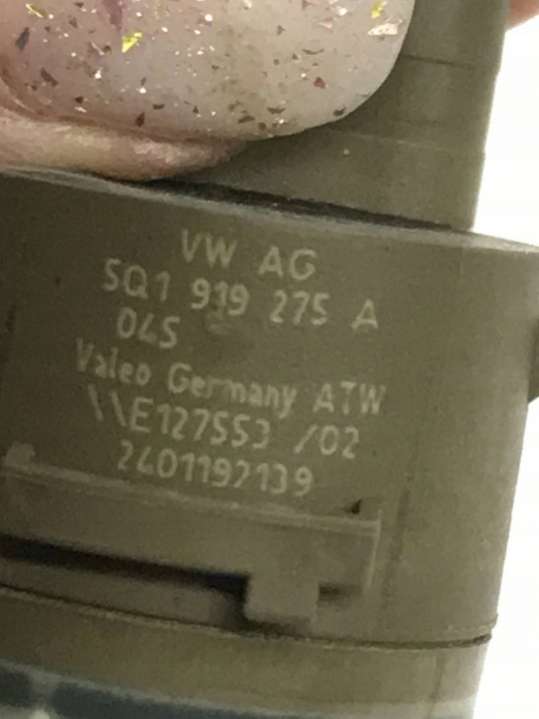 VW AG
5Q1 919 275 A
04S
Valeo Germany ATW
\\E127553 /02
2401192139